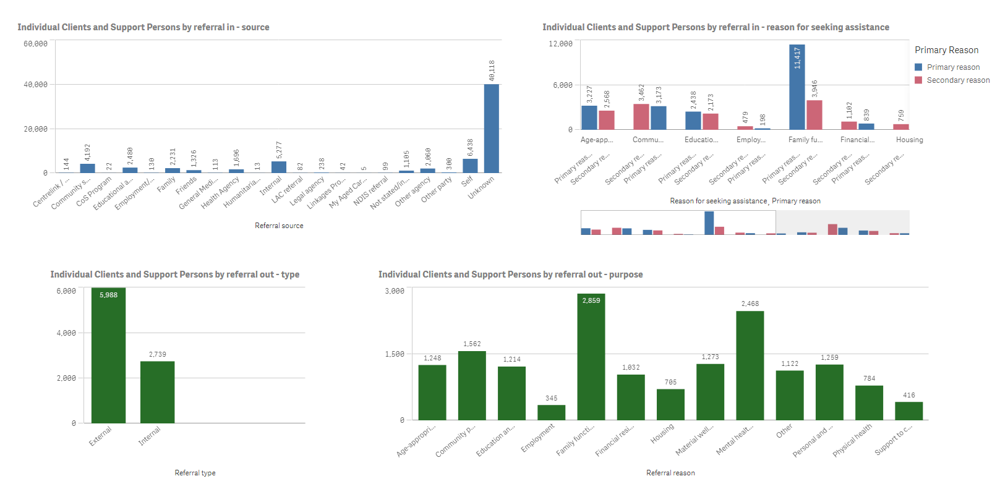 Individual Clients and Support Persons by referral in - source
60,000
40,000
20,000
0
144
4,192
22
2,480
130
2,231
1,326
113
1,696
13
5,277
82
238
42
5
99
1,105
2,060
300
6,438
40,118
Centrelink / ...
Community s...
CoS Program
Educational a...
Employment/...
Family
Friends
General Medi...
Health Agency
Humanitaria...
Internal
LAC referral
Legal agency
Linkages Pro...
My Aged Car...
NDIS referral
Not stated/in...
Other agency
Other party
Self
Unknown
Referral source
Individual Clients and Support Persons by referral in - reason for seeking assistance
12,000
6,000
0
3,227
2,568
3,462
3,173
2,438
2,173
479
198
11,417
3,946
1,102
839
759
Age-app...
Commu...
Educatio...
Employ...
Family fu...
Financial...
Housing
Primary reas...
Secondary re...
Secondary re...
Primary reas...
Primary reas...
Secondary re...
Secondary re...
Primary reas...
Primary reas...
Secondary re...
Secondary re...
Primary reas...
Secondary re...
Reason for seeking assistance , Primary reason
Primary Reason
Primary reason
Secondary reason
Individual Clients and Support Persons by referral out - type
6,000
4,000
2,000
0
5,988
2,739
External
Internal
Referral type
Individual Clients and Support Persons by referral out - purpose
3,000
1,500
0
1,248
1,562
1,214
345
2,859
1,032
705
1,273
2,468
1,122
1,259
784
416
Age-appropri...
Community p...
Education an...
Employment
Family functi...
Financial resi...
Housing
Material well...
Mental healt...
Other
Personal and ...
Physical health
Support to c...
Referral reason